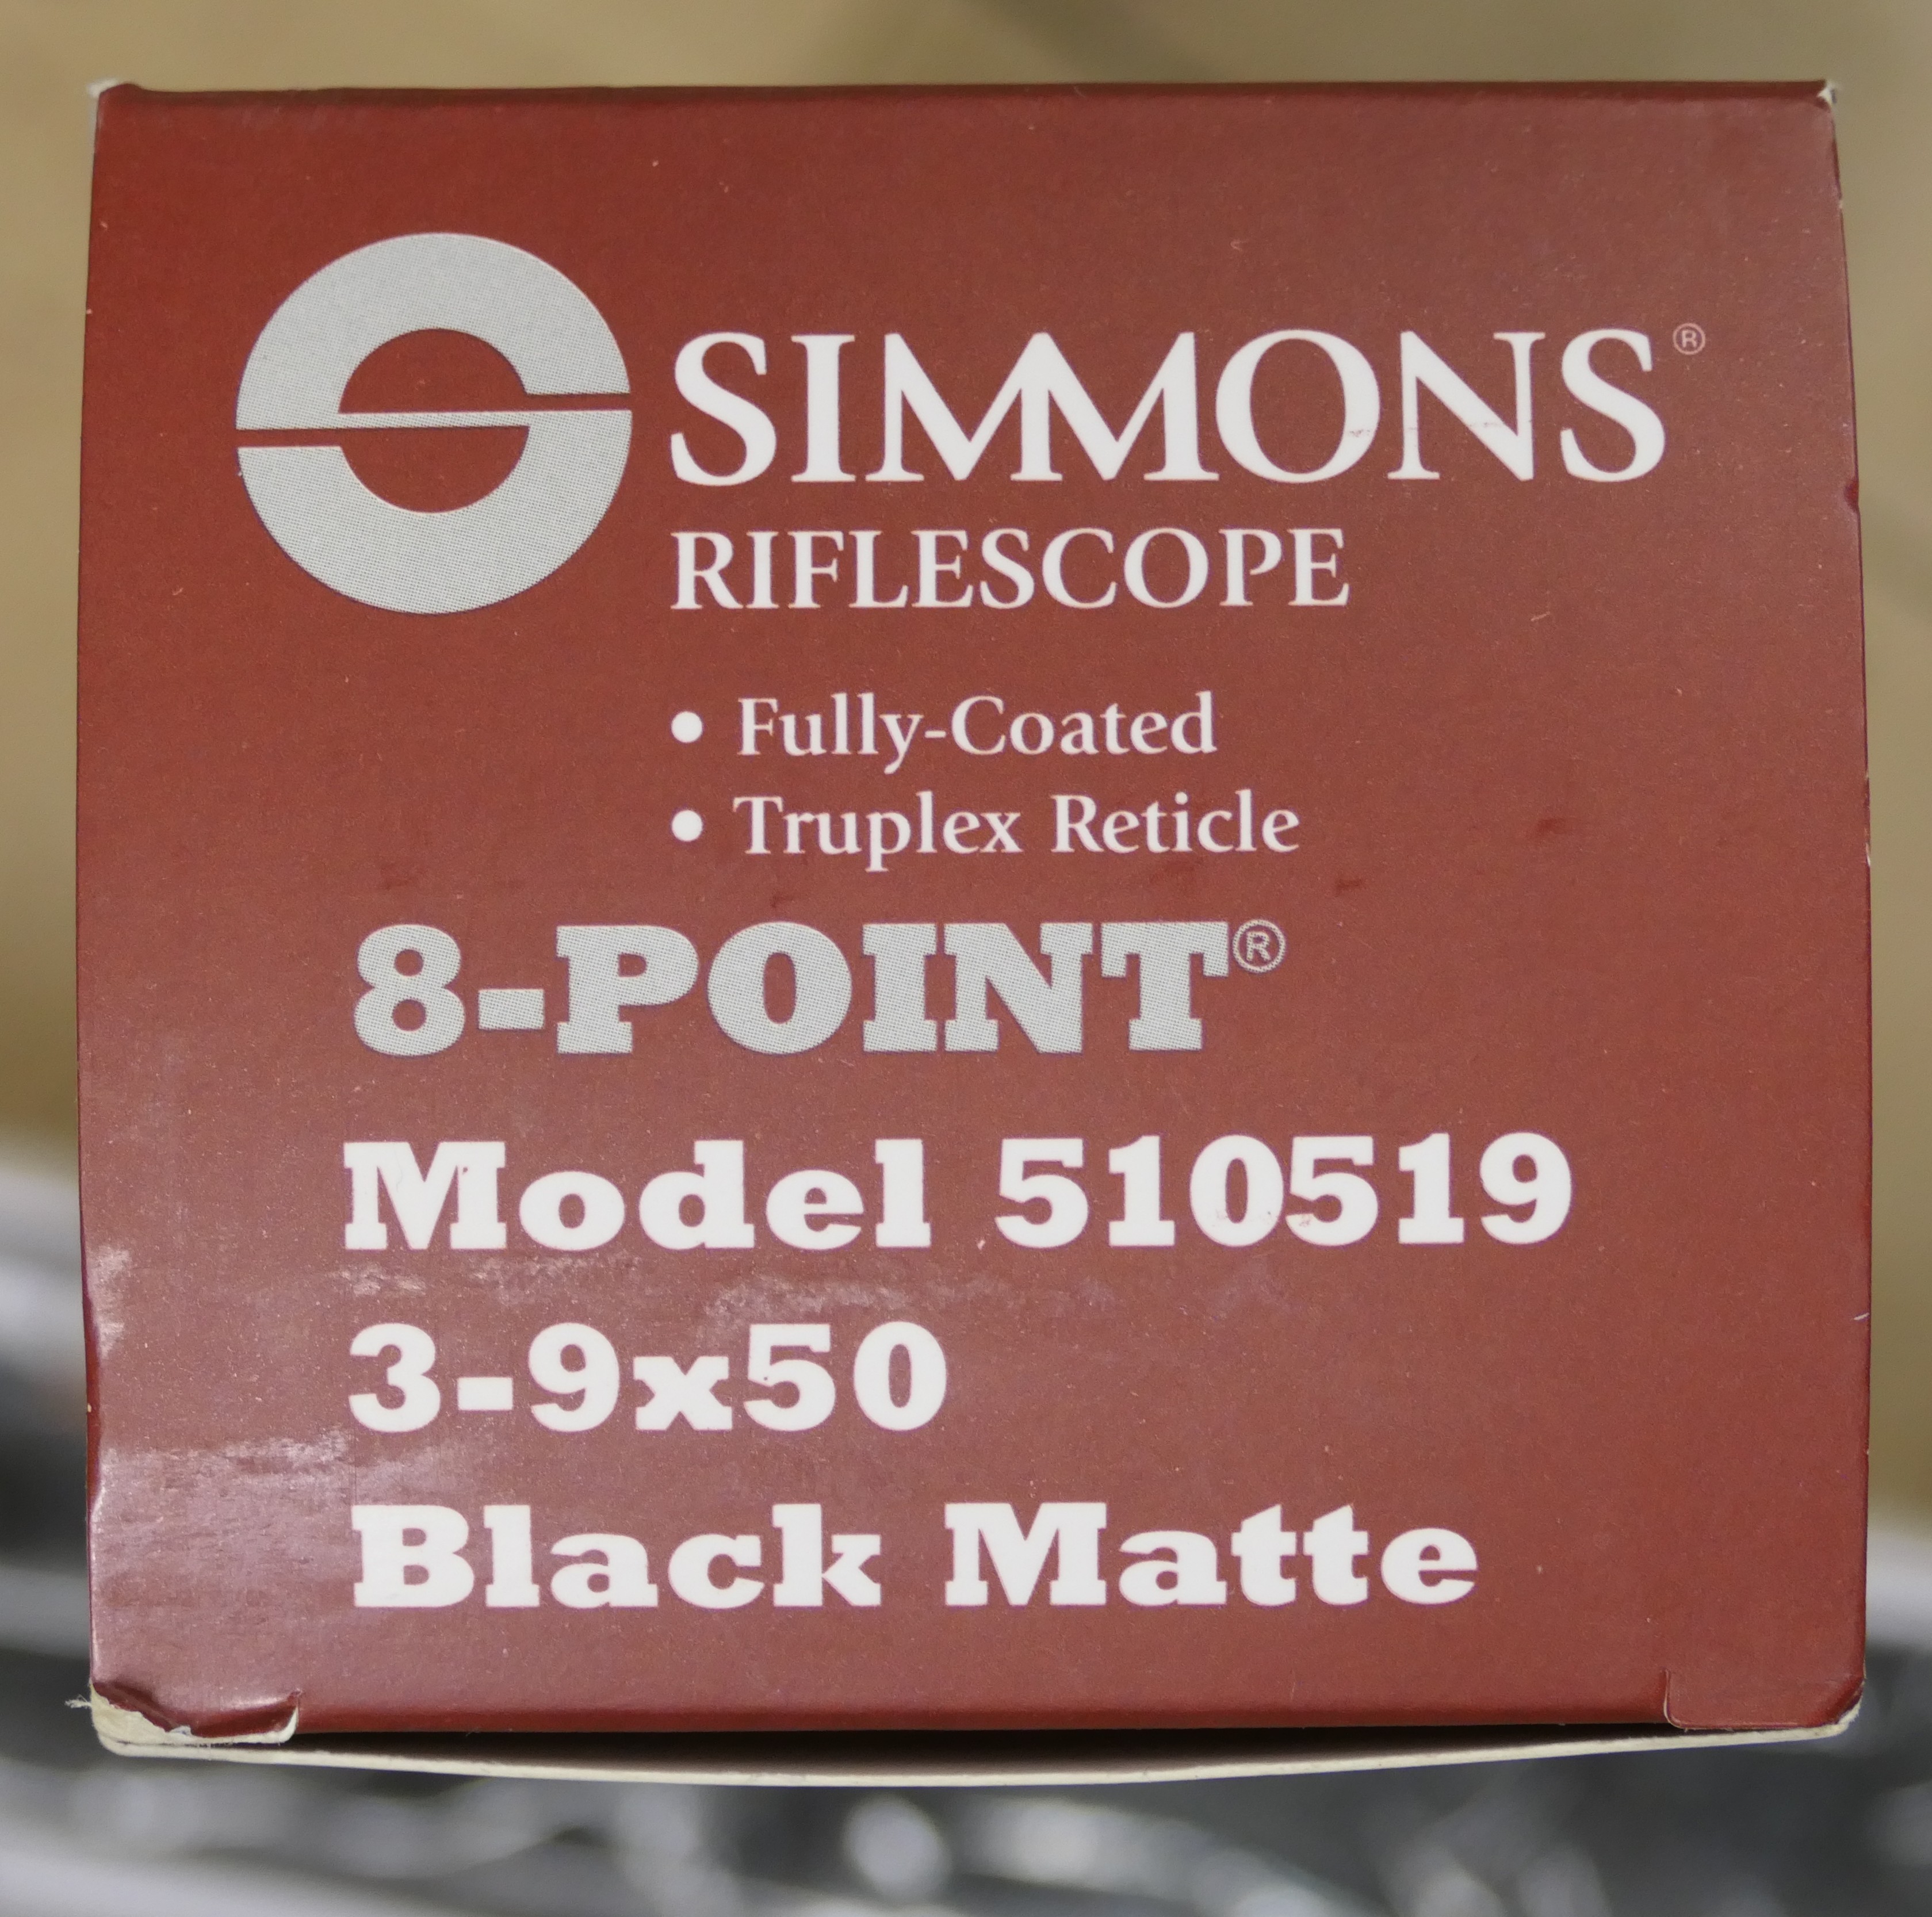 SIMMONS®
RIFLESCOPE
• Fully-Coated
• Truplex Reticle
8-POINT®
Model 510519
3-9x50
Black Matte